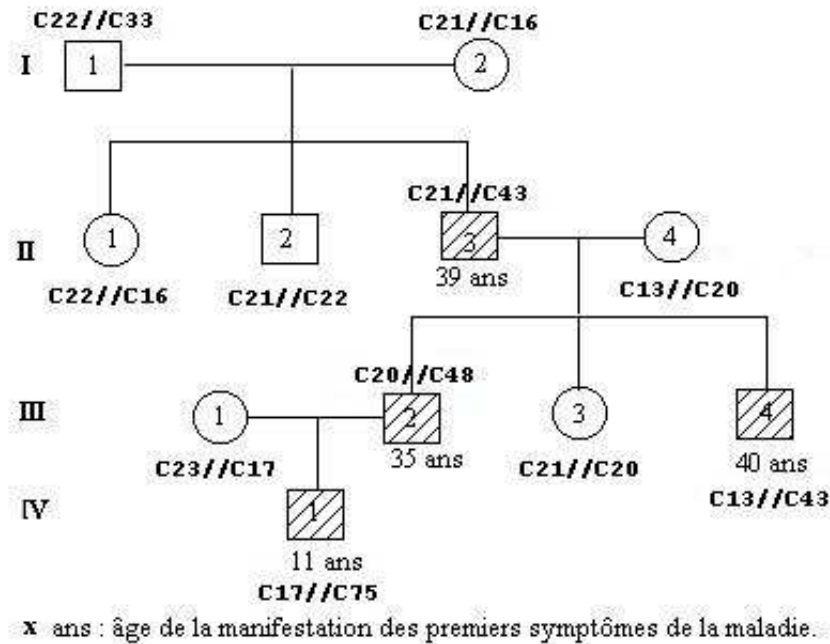 C22//C33 C21//C16
I 1 2
C21//C43
II 1 2 3 4
39 ans
C22//C16 C21//C22 C13//C20
C20//C48
III 1 2 3 4
C23//C17 35 ans C21//C20 40 ans
IV 1 C13//C43
11 ans
C17//C75
x ans : âge de la manifestation des premiers symptômes de la maladie.